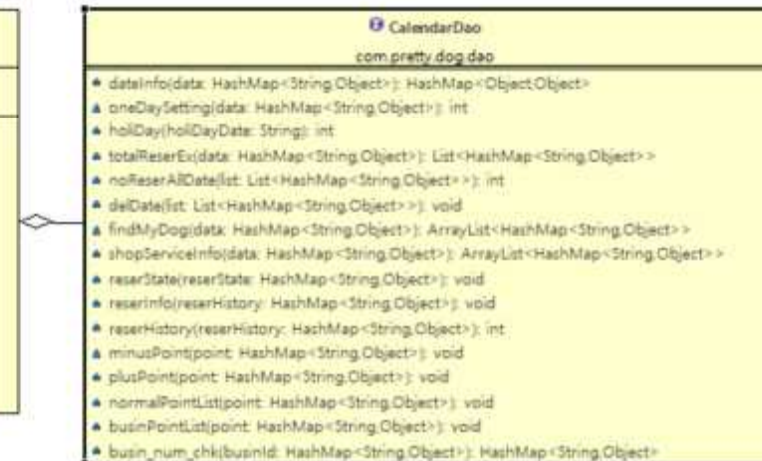 CalendarDao
com.pretty.dog.dao
dateInfo(data: HashMap<String,Object>): HashMap<Object,Object>
oneDaySetting(data: HashMap<String,Object>): int
holiDay(holiDayDate: String): int
totalReserEx(data: HashMap<String,Object>): List<HashMap<String,Object>>
noReserAllDate(list: List<HashMap<String,Object>>): int
delDate(list: List<HashMap<String,Object>>): void
findMyDog(data: HashMap<String,Object>): ArrayList<HashMap<String,Object>>
shopServiceInfo(data: HashMap<String,Object>): ArrayList<HashMap<String,Object>>
reserState(reserState: HashMap<String,Object>): void
reserInfo(reserHistory: HashMap<String,Object>): void
reserHistory(reserHistory: HashMap<String,Object>): int
minusPoint(point: HashMap<String,Object>): void
plusPoint(point: HashMap<String,Object>): void
normalPointList(point: HashMap<String,Object>): void
businPointList(point: HashMap<String,Object>): void
busin_num_chk(businId: HashMap<String,Object>): HashMap<String,Object>